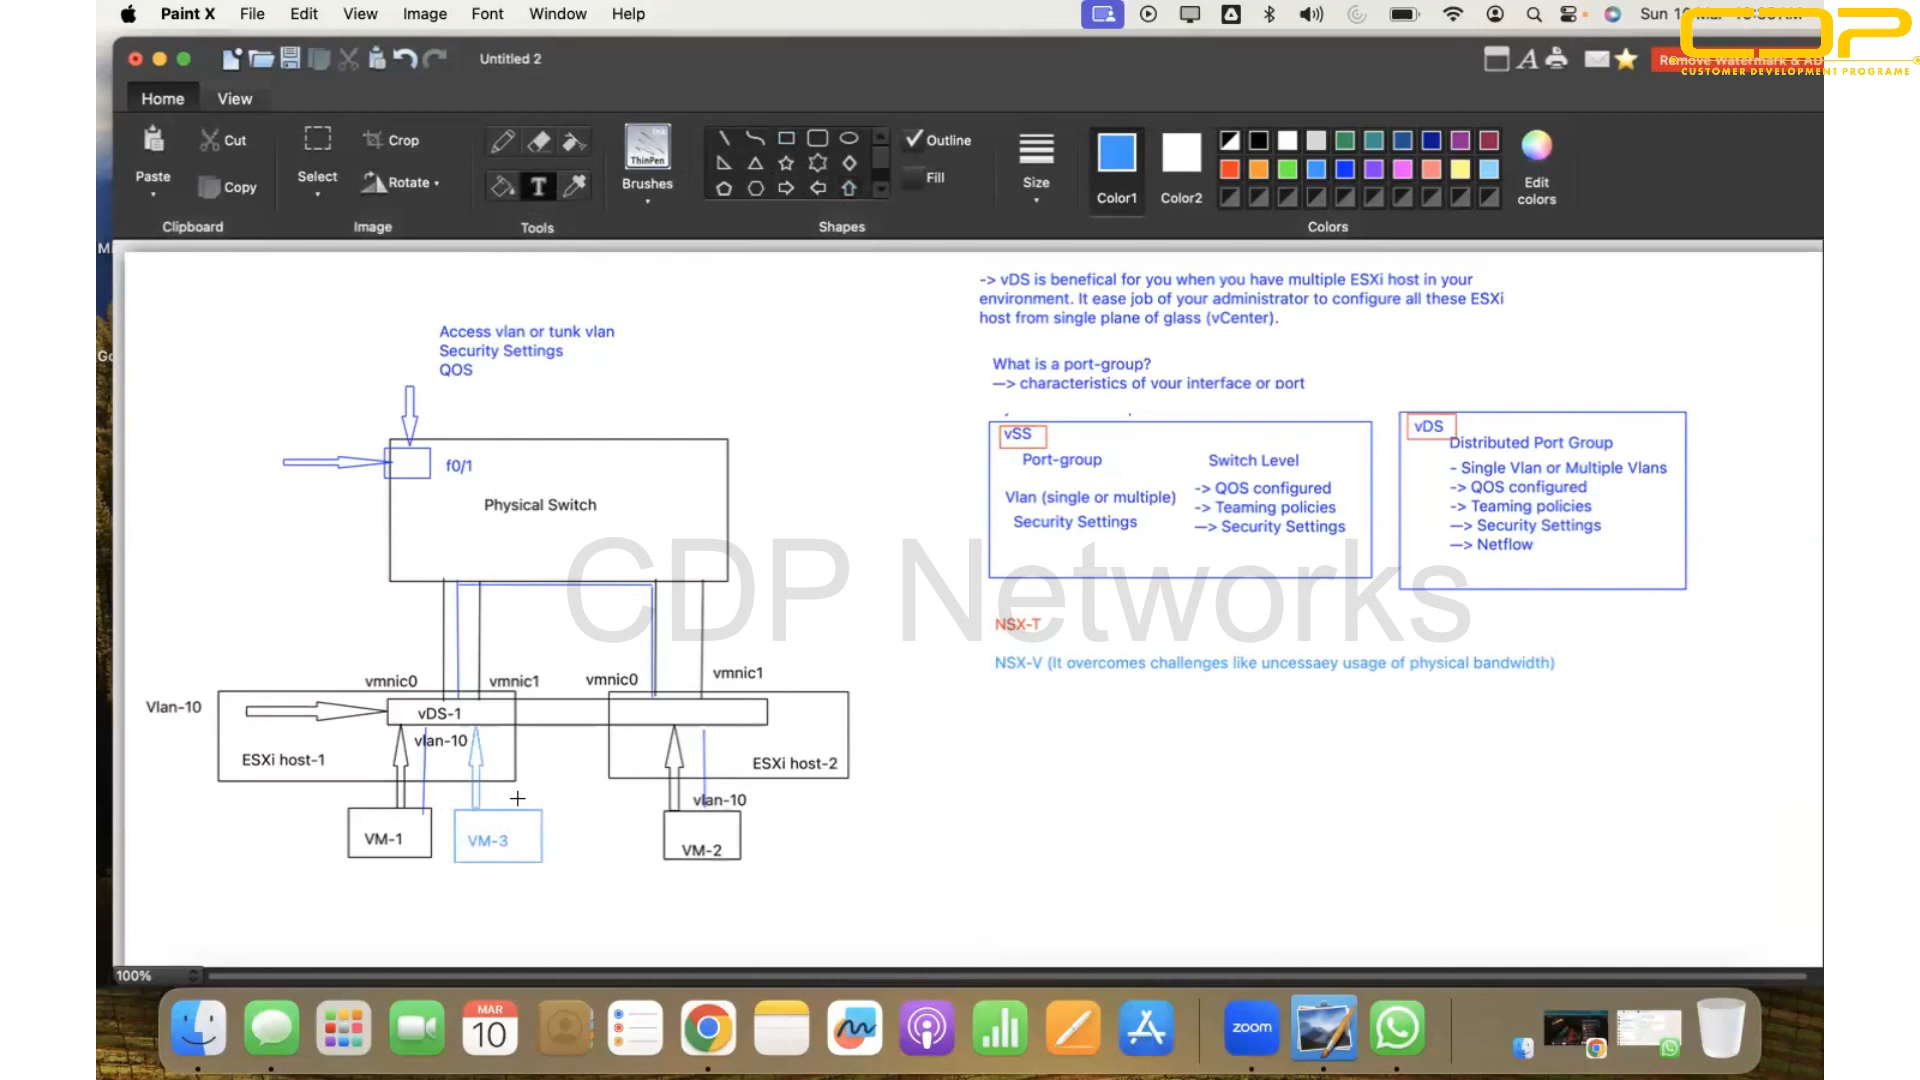 Paint X File Edit View Image Font Window Help
Untitled 2
CUSTOMER DEVELOPMENT PROGRAME
Home View
Paste
Cut
Copy
Clipboard
Select
Crop
Rotate
Image
Tools
Ink
ThinPen
Brushes
Shapes
Outline
Fill
Size
Color1
Color2
Colors
Edit
colors
Access vlan or tunk vlan
Security Settings
QOS
f0/1
Physical Switch
vmnic0
vmnic1
vmnic0
vmnic1
Vlan-10
vDS-1
vlan-10
ESXi host-1
ESXi host-2
vlan-10
VM-1
VM-3
VM-2
-> vDS is benefical for you when you have multiple ESXi host in your
environment. It ease job of your administrator to configure all these ESXi
host from single plane of glass (vCenter).
What is a port-group?
—> characteristics of your interface or port
vSS
Port-group
Vlan (single or multiple)
Security Settings
Switch Level
-> QOS configured
-> Teaming policies
—> Security Settings
vDS
Distributed Port Group
- Single Vlan or Multiple Vlans
-> QOS configured
-> Teaming policies
—> Security Settings
—> Netflow
CDP Networks
NSX-T
NSX-V (It overcomes challenges like uncessaey usage of physical bandwidth)
100%
MAR
10
zoom